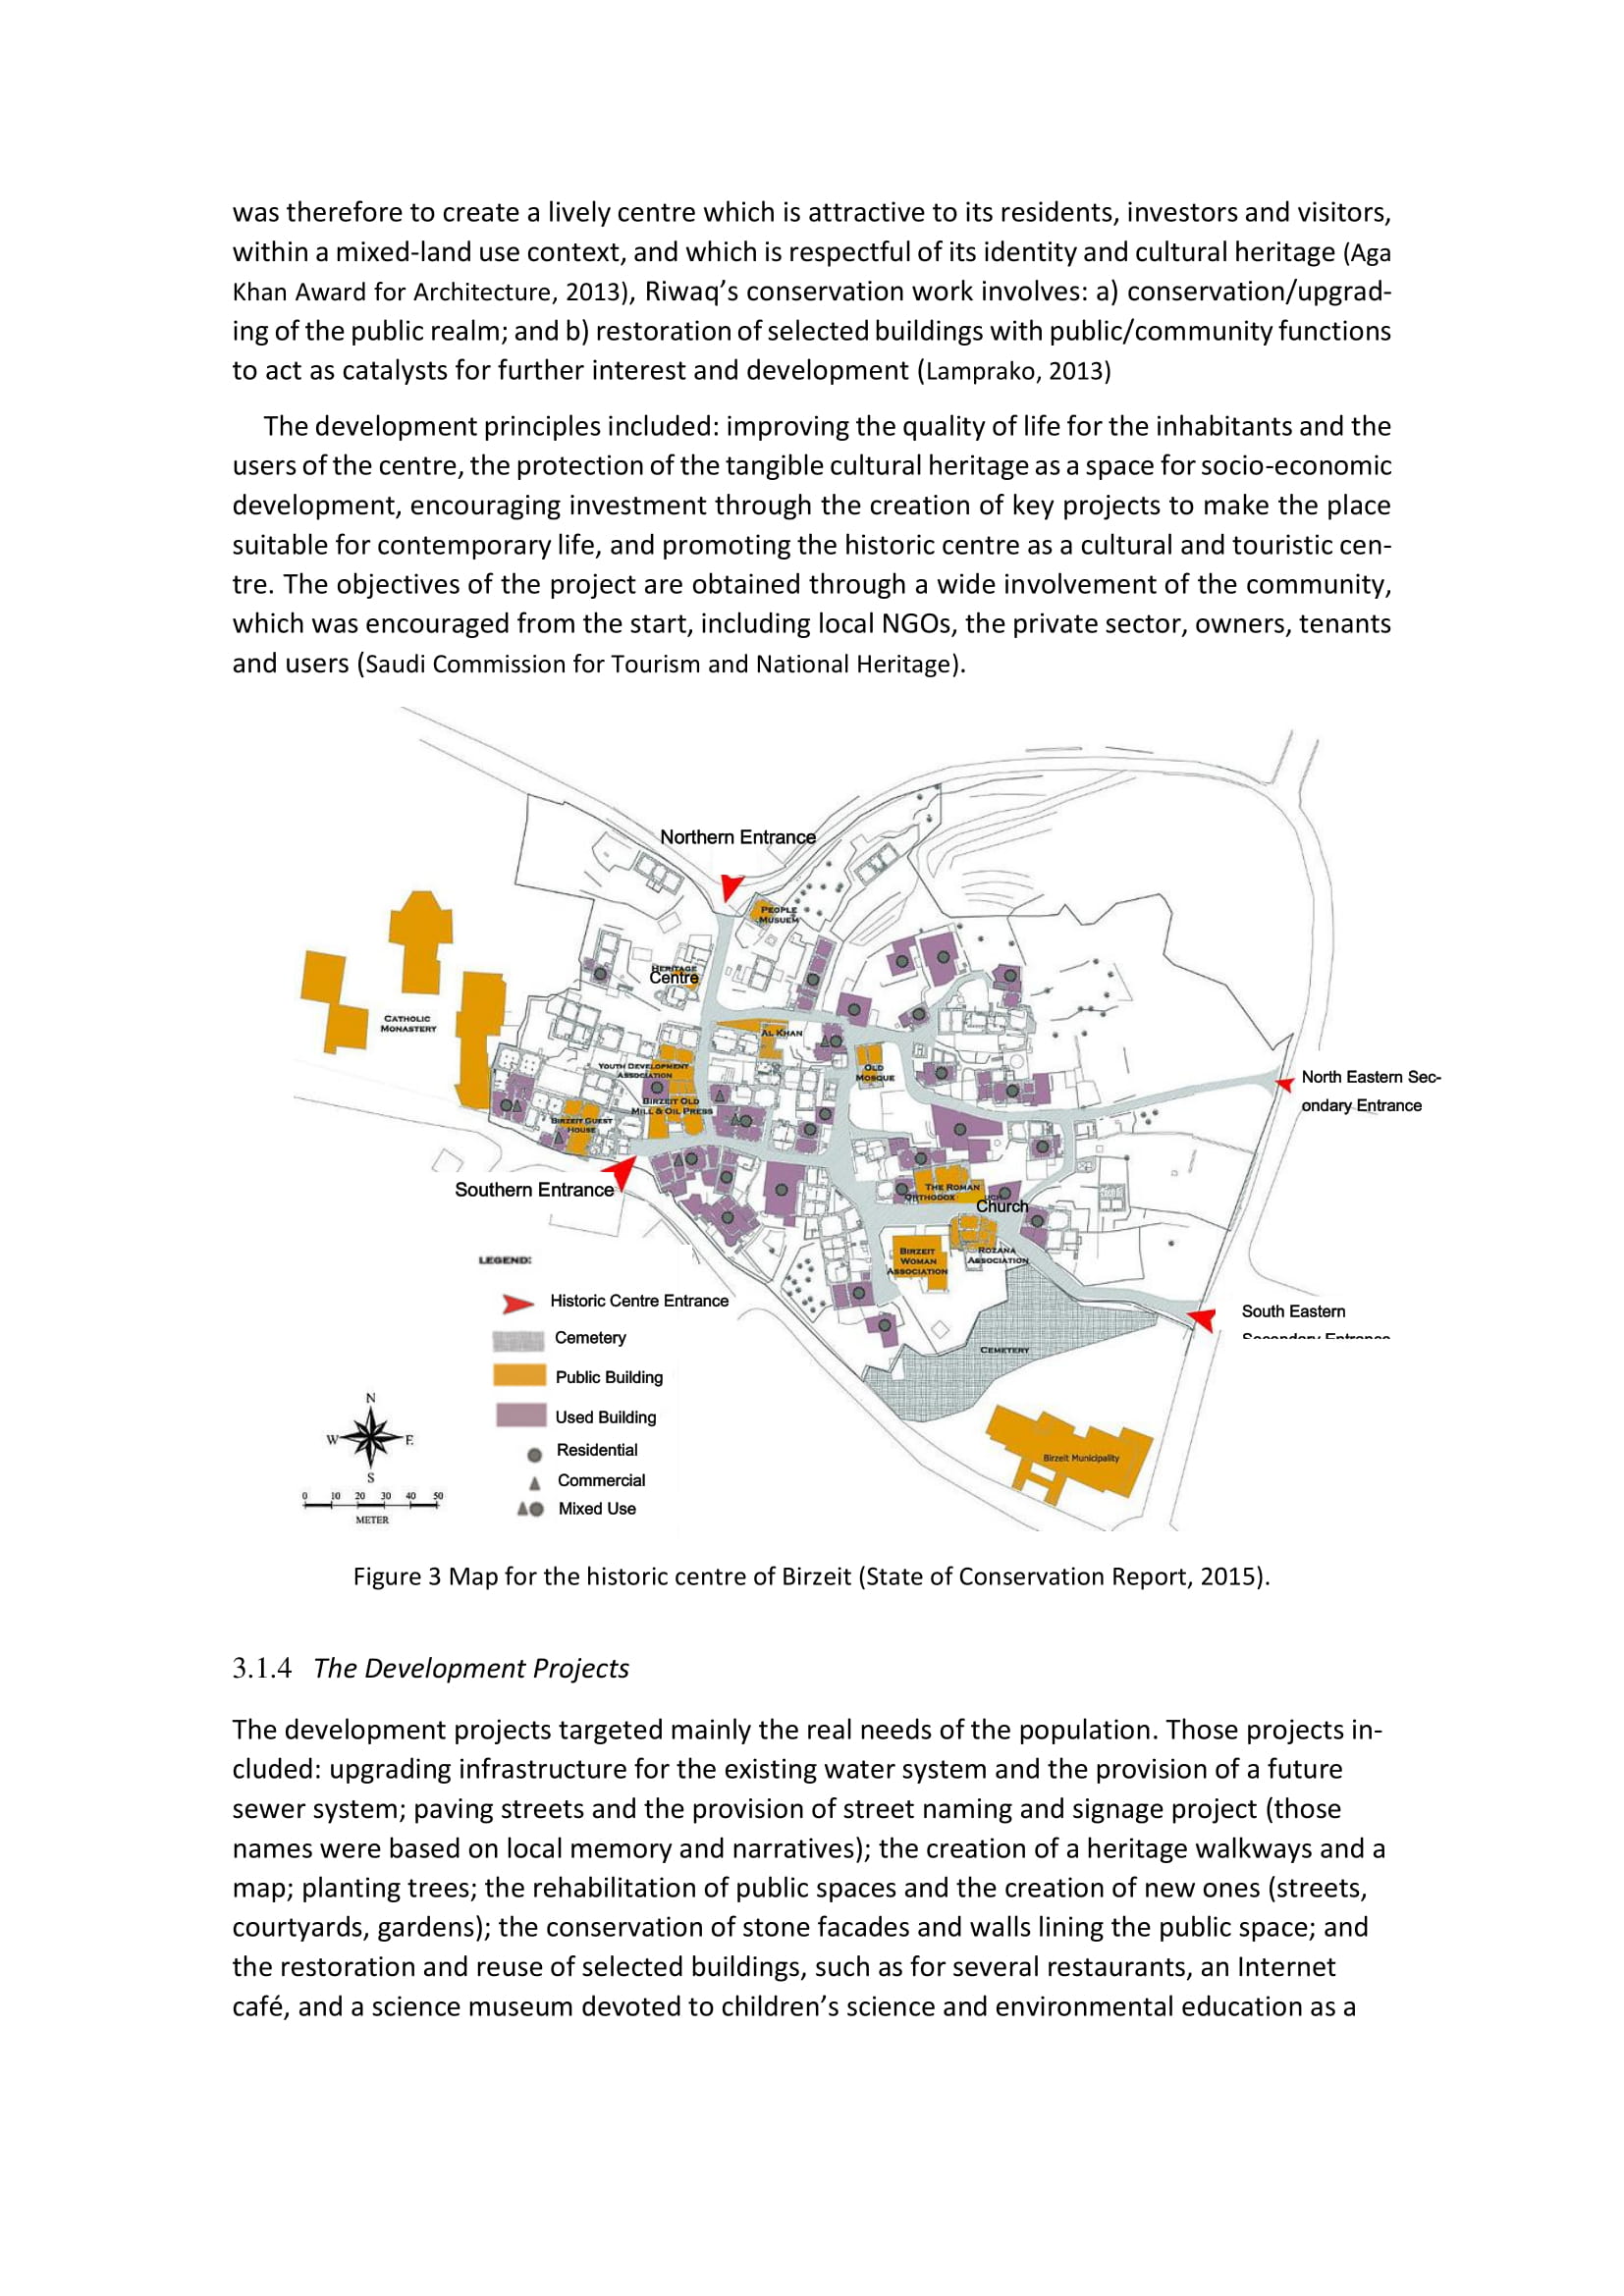 was therefore to create a lively centre which is attractive to its residents, investors and visitors,
within a mixed-land use context, and which is respectful of its identity and cultural heritage (Aga
Khan Award for Architecture, 2013), Riwaq’s conservation work involves: a) conservation/upgrad-
ing of the public realm; and b) restoration of selected buildings with public/community functions
to act as catalysts for further interest and development (Lamprako, 2013)
The development principles included: improving the quality of life for the inhabitants and the
users of the centre, the protection of the tangible cultural heritage as a space for socio-economic
development, encouraging investment through the creation of key projects to make the place
suitable for contemporary life, and promoting the historic centre as a cultural and touristic cen-
tre. The objectives of the project are obtained through a wide involvement of the community,
which was encouraged from the start, including local NGOs, the private sector, owners, tenants
and users (Saudi Commission for Tourism and National Heritage).
Northern Entrance
PEOPLE
MUSUEM
HERITAGE
Centre
CATHOLIC
MONASTERY
AL KHAN
YOUTH DEVELOPMENT
ASSOCIATION
OLD
MOSQUE
North Eastern Sec-
ondary Entrance
BIRZEIT OLD
MILL & OIL PRESS
BIRZEIT GUEST
HOUSE
Southern Entrance
THE ROMAN
ORTHODOX
Church
BIRZEIT
WOMAN
ASSOCIATION
ROZANA
ASSOCIATION
South Eastern
Secondary Entrance
CEMETERY
Birzeit Municipality
LEGEND:
Historic Centre Entrance
Cemetery
Public Building
Used Building
Residential
Commercial
Mixed Use
N
W E
S
0 10 20 30 40 50
METER
Figure 3 Map for the historic centre of Birzeit (State of Conservation Report, 2015).
3.1.4 The Development Projects
The development projects targeted mainly the real needs of the population. Those projects in-
cluded: upgrading infrastructure for the existing water system and the provision of a future
sewer system; paving streets and the provision of street naming and signage project (those
names were based on local memory and narratives); the creation of a heritage walkways and a
map; planting trees; the rehabilitation of public spaces and the creation of new ones (streets,
courtyards, gardens); the conservation of stone facades and walls lining the public space; and
the restoration and reuse of selected buildings, such as for several restaurants, an Internet
café, and a science museum devoted to children’s science and environmental education as a